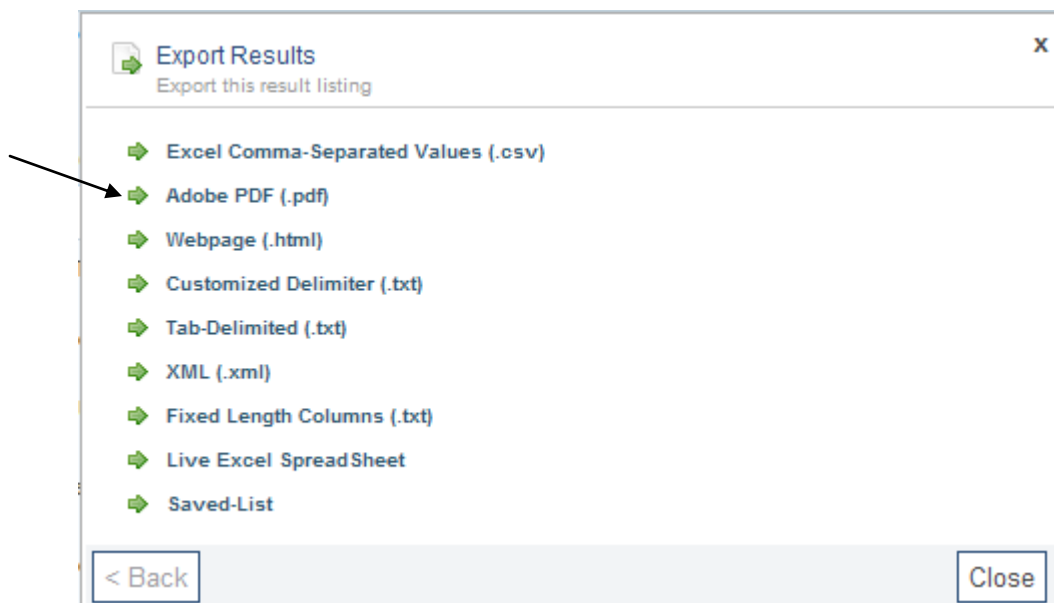 Export Results
x
Export this result listing
Excel Comma-Separated Values (.csv)
Adobe PDF (.pdf)
Webpage (.html)
Customized Delimiter (.txt)
Tab-Delimited (.txt)
XML (.xml)
Fixed Length Columns (.txt)
Live Excel SpreadSheet
Saved-List
< Back
Close